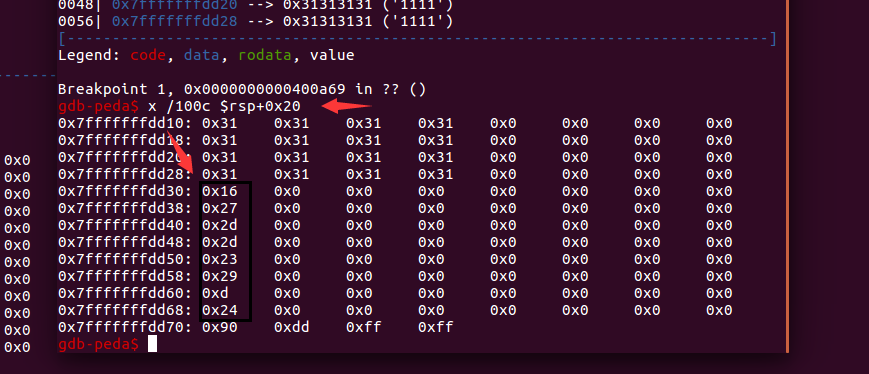 0048| 0x7fffffffdd20 --> 0x31313131 ('1111')
0056| 0x7fffffffdd28 --> 0x31313131 ('1111')
[------------------------------------------------------------------------------]
Legend: code, data, rodata, value
Breakpoint 1, 0x0000000000400a69 in ?? ()
gdb-peda$ x /100c $rsp+0x20
0x7fffffffdd10: 0x31 0x31 0x31 0x31 0x0 0x0 0x0 0x0
0x7fffffffdd18: 0x31 0x31 0x31 0x31 0x0 0x0 0x0 0x0
0x0 0x7fffffffdd20: 0x31 0x31 0x31 0x31 0x0 0x0 0x0 0x0
0x0 0x7fffffffdd28: 0x31 0x31 0x31 0x31 0x0 0x0 0x0 0x0
0x0 0x7fffffffdd30: 0x16 0x0 0x0 0x0 0x0 0x0 0x0 0x0
0x0 0x7fffffffdd38: 0x27 0x0 0x0 0x0 0x0 0x0 0x0 0x0
0x0 0x7fffffffdd40: 0x2d 0x0 0x0 0x0 0x0 0x0 0x0 0x0
0x0 0x7fffffffdd48: 0x2d 0x0 0x0 0x0 0x0 0x0 0x0 0x0
0x0 0x7fffffffdd50: 0x23 0x0 0x0 0x0 0x0 0x0 0x0 0x0
0x0 0x7fffffffdd58: 0x29 0x0 0x0 0x0 0x0 0x0 0x0 0x0
0x0 0x7fffffffdd60: 0xd 0x0 0x0 0x0 0x0 0x0 0x0 0x0
0x0 0x7fffffffdd68: 0x24 0x0 0x0 0x0 0x0 0x0 0x0 0x0
0x0 0x7fffffffdd70: 0x90 0xdd 0xff 0xff
0x0 gdb-peda$